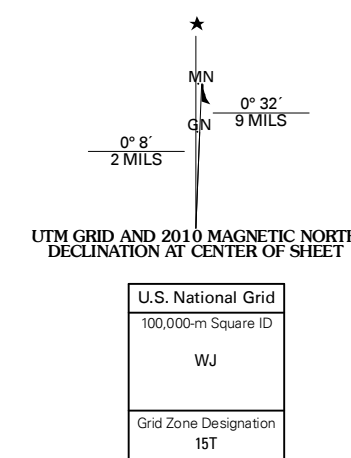 MN
0° 32´
GN
9 MILS
0° 8´
2 MILS
UTM GRID AND 2010 MAGNETIC NORTH
DECLINATION AT CENTER OF SHEET
U.S. National Grid
100,000-m Square ID
WJ
Grid Zone Designation
15T